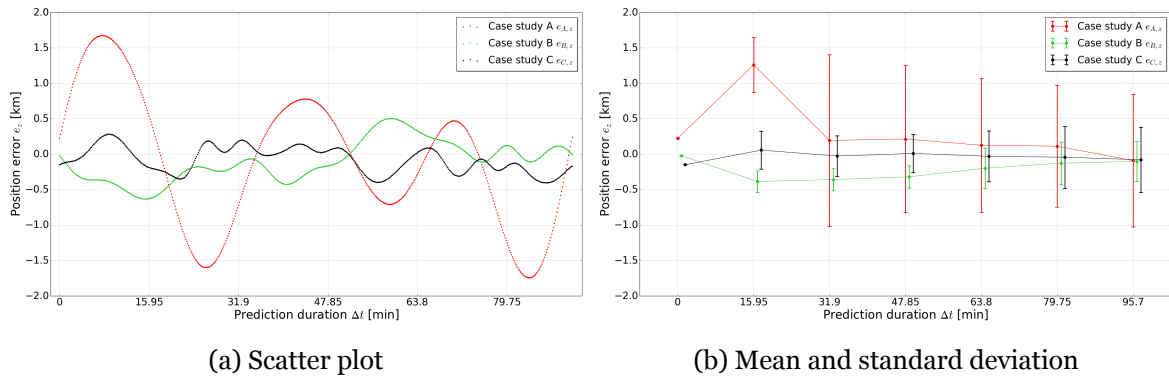 2.0
1.5
1.0
0.5
0.0
−0.5
−1.0
−1.5
−2.0
Position error e_z [km]
0 15.95 31.9 47.85 63.8 79.75
Prediction duration Δt [min]
Case study A e_{A,z}
Case study B e_{B,z}
Case study C e_{C,z}
(a) Scatter plot
2.0
1.5
1.0
0.5
0.0
−0.5
−1.0
−1.5
−2.0
Position error e_z [km]
0 15.95 31.9 47.85 63.8 79.75 95.7
Prediction duration Δt [min]
Case study A e_{A,z}
Case study B e_{B,z}
Case study C e_{C,z}
(b) Mean and standard deviation